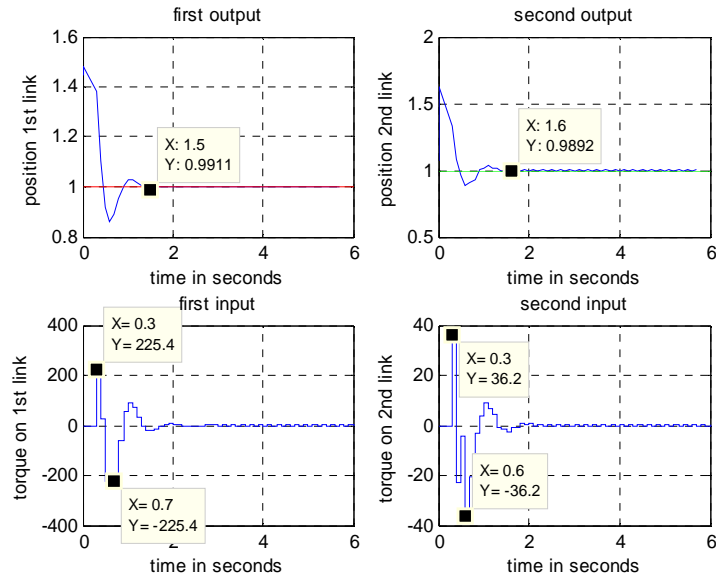 first output
position 1st link
1.6
1.4
1.2
1
0.8
0
2
4
6
time in seconds
X: 1.5
Y: 0.9911
second output
position 2nd link
2
1.5
1
0.5
0
2
4
6
time in seconds
X: 1.6
Y: 0.9892
first input
torque on 1st link
400
200
0
-200
-400
0
2
4
6
time in seconds
X= 0.3
Y= 225.4
X= 0.7
Y= -225.4
second input
torque on 2nd link
40
20
0
-20
-40
0
2
4
6
time in seconds
X= 0.3
Y= 36.2
X= 0.6
Y= -36.2